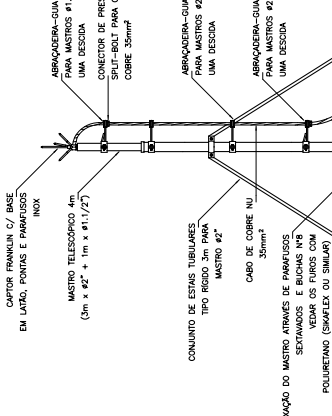 ABRAÇADEIRA-GUIA
PARA MASTROS Ø1.
UMA DESCIDA
CONECTOR DE PRES
SPLIT-BOLT PARA C
COBRE 35mm²
ABRAÇADEIRA-GUIA
PARA MASTROS Ø2"
UMA DESCIDA
ABRAÇADEIRA-GUIA
PARA MASTROS Ø2"
UMA DESCIDA
CAPTOR FRANKLIN C/ BASE
EM LATÃO, PONTAS E PARAFUSOS
INOX
MASTRO TELESCÓPICO 4m
(3m x Ø2" + 1m x Ø1.1/2")
CONJUNTO DE ESTAIS TUBULARES
TIPO RÍGIDO 3m PARA
MASTRO Ø2"
CABO DE COBRE NU
35mm²
XAÇÃO DO MASTRO ATRAVÉS DE PARAFUSOS
SEXTAVADOS E BUCHAS Nº8
VEDAR OS FUROS COM
POLIURETANO (SIKAFLEX OU SIMILAR)